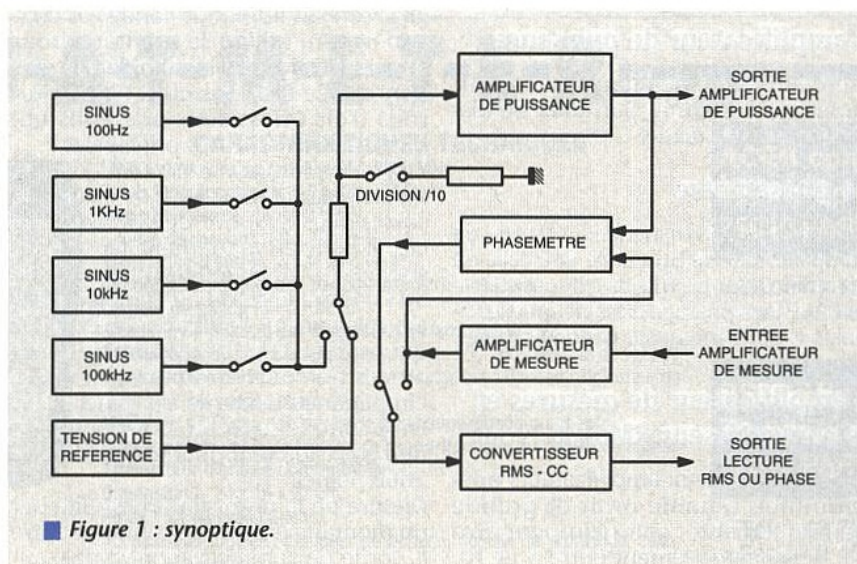 SINUS
100Hz
SINUS
1KHz
SINUS
10kHz
SINUS
100kHz
TENSION DE
REFERENCE
DIVISION /10
AMPLIFICATEUR
DE PUISSANCE
SORTIE
AMPLIFICATEUR
DE PUISSANCE
PHASEMETRE
AMPLIFICATEUR
DE MESURE
ENTREE
AMPLIFICATEUR
DE MESURE
CONVERTISSEUR
RMS - CC
SORTIE
LECTURE
RMS OU PHASE
Figure 1 : synoptique.